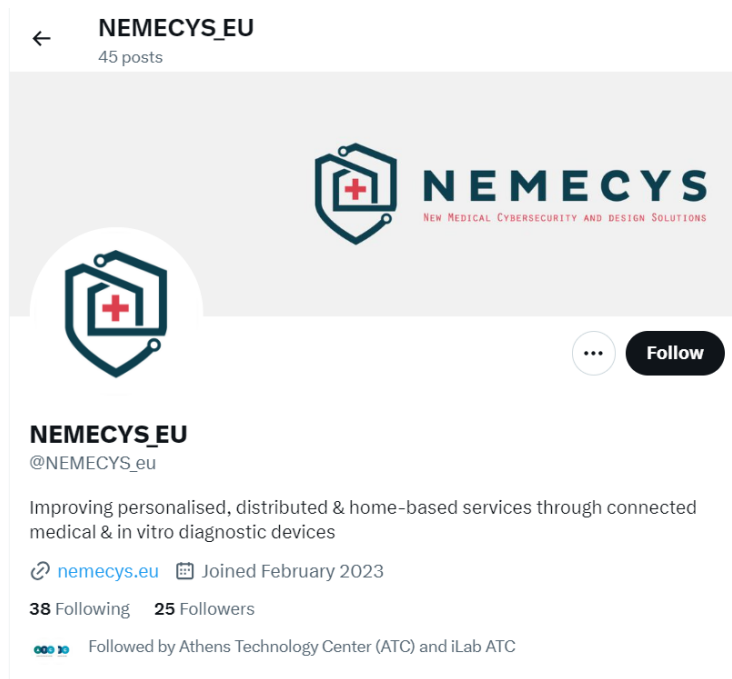 NEMECYS_EU
45 posts
NEMECYS
New Medical Cybersecurity and design Solutions
Follow
NEMECYS_EU
@NEMECYS_eu
Improving personalised, distributed & home-based services through connected
medical & in vitro diagnostic devices
nemecys.eu Joined February 2023
38 Following 25 Followers
Followed by Athens Technology Center (ATC) and iLab ATC